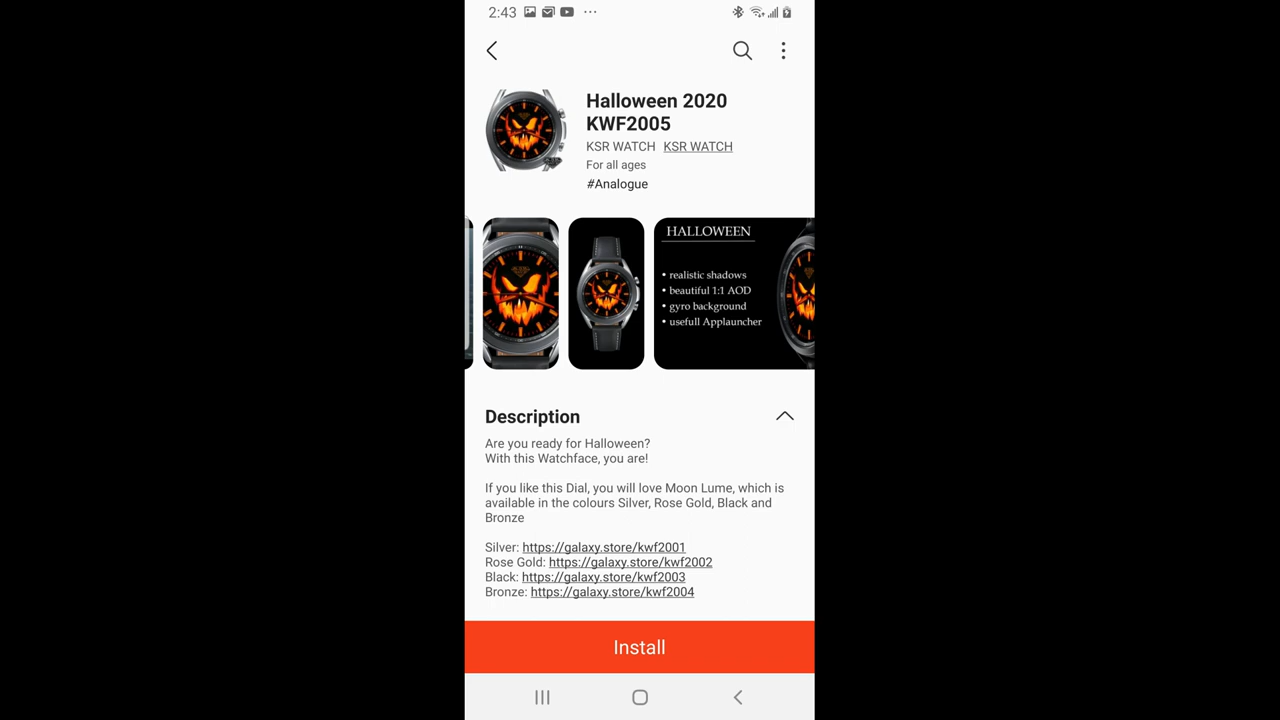 2:43
Halloween 2020
KWF2005
KSR WATCH KSR WATCH
For all ages
#Analogue
HALLOWEEN
• realistic shadows
• beautiful 1:1 AOD
• gyro background
• usefull Applauncher
Description
Are you ready for Halloween?
With this Watchface, you are!
If you like this Dial, you will love Moon Lume, which is
available in the colours Silver, Rose Gold, Black and
Bronze
Silver: https://galaxy.store/kwf2001
Rose Gold: https://galaxy.store/kwf2002
Black: https://galaxy.store/kwf2003
Bronze: https://galaxy.store/kwf2004
Install